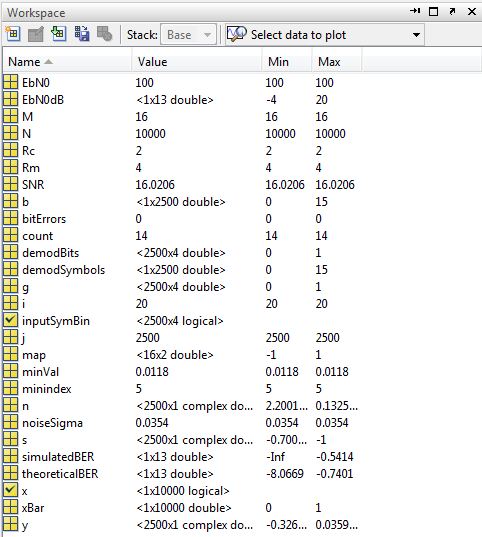 Workspace
Stack: Base Select data to plot
Name Value Min Max
EbN0 100 100 100
EbN0dB <1x13 double> -4 20
M 16 16 16
N 10000 10000 10000
Rc 2 2 2
Rm 4 4 4
SNR 16.0206 16.0206 16.0206
b <1x2500 double> 0 15
bitErrors 0 0 0
count 14 14 14
demodBits <2500x4 double> 0 1
demodSymbols <1x2500 double> 0 15
g <2500x4 double> 0 1
i 20 20 20
inputSymBin <2500x4 logical>
j 2500 2500 2500
map <16x2 double> -1 1
minVal 0.0118 0.0118 0.0118
minindex 5 5 5
n <2500x1 complex do... 2.2001... 0.1325...
noiseSigma 0.0354 0.0354 0.0354
s <2500x1 complex do... -0.700... -1
simulatedBER <1x13 double> -Inf -0.5414
theoreticalBER <1x13 double> -8.0669 -0.7401
x <1x10000 logical>
xBar <1x10000 double> 0 1
y <2500x1 complex do... -0.326... 0.0359...